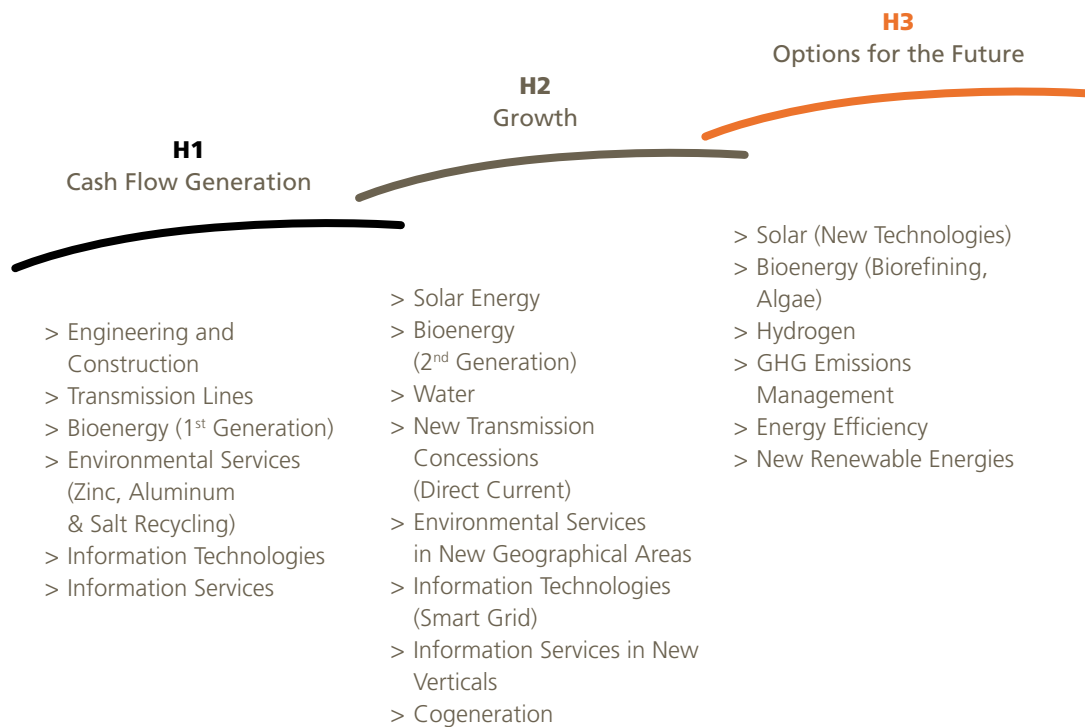 H1
Cash Flow Generation
> Engineering and
Construction
> Transmission Lines
> Bioenergy (1st Generation)
> Environmental Services
(Zinc, Aluminum
& Salt Recycling)
> Information Technologies
> Information Services
H2
Growth
> Solar Energy
> Bioenergy
(2nd Generation)
> Water
> New Transmission
Concessions
(Direct Current)
> Environmental Services
in New Geographical Areas
> Information Technologies
(Smart Grid)
> Information Services in New
Verticals
> Cogeneration
H3
Options for the Future
> Solar (New Technologies)
> Bioenergy (Biorefining,
Algae)
> Hydrogen
> GHG Emissions
Management
> Energy Efficiency
> New Renewable Energies